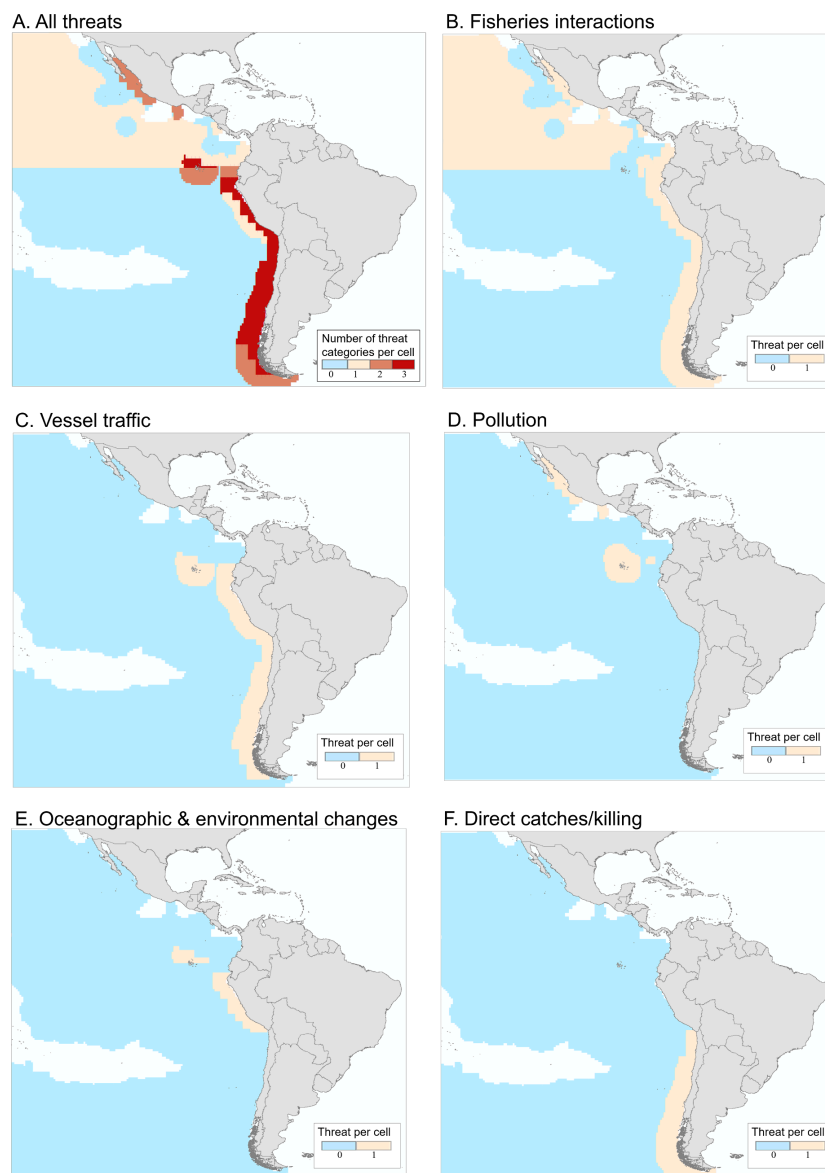 A. All threats
B. Fisheries interactions
Number of threat
categories per cell
0 1 2 3
Threat per cell
0 1
C. Vessel traffic
D. Pollution
Threat per cell
0 1
Threat per cell
0 1
E. Oceanographic & environmental changes
F. Direct catches/killing
Threat per cell
0 1
Threat per cell
0 1